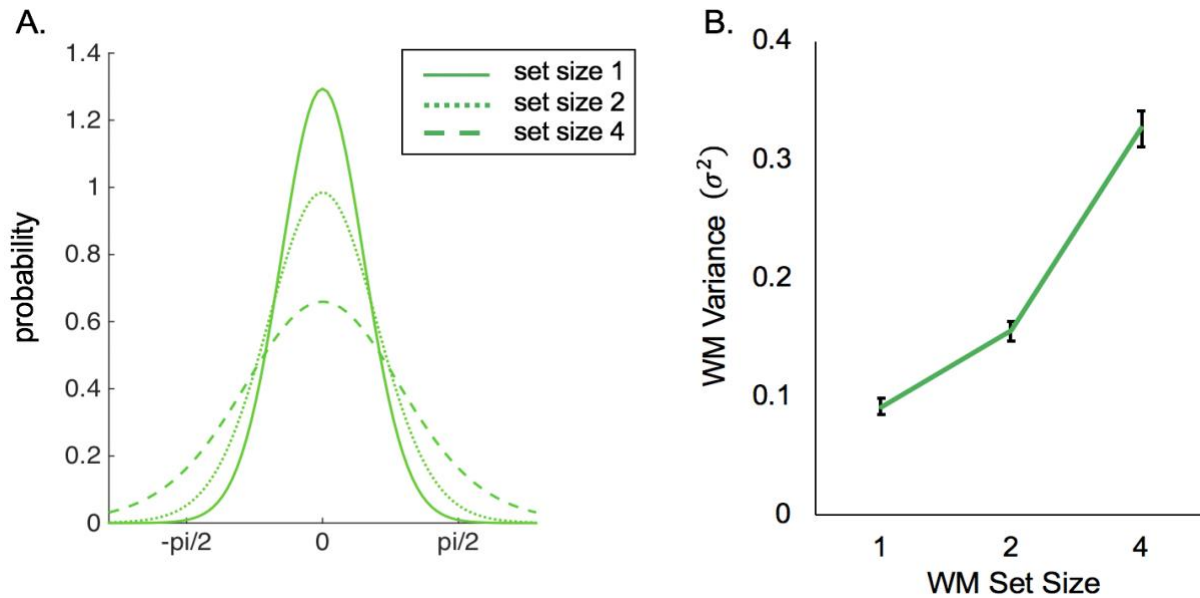 A.
1.4
1.2
1
0.8
0.6
0.4
0.2
0
probability
-pi/2 0 pi/2
set size 1
set size 2
set size 4
B.
0.4
0.3
0.2
0.1
0
WM Variance (σ²)
1 2 4
WM Set Size